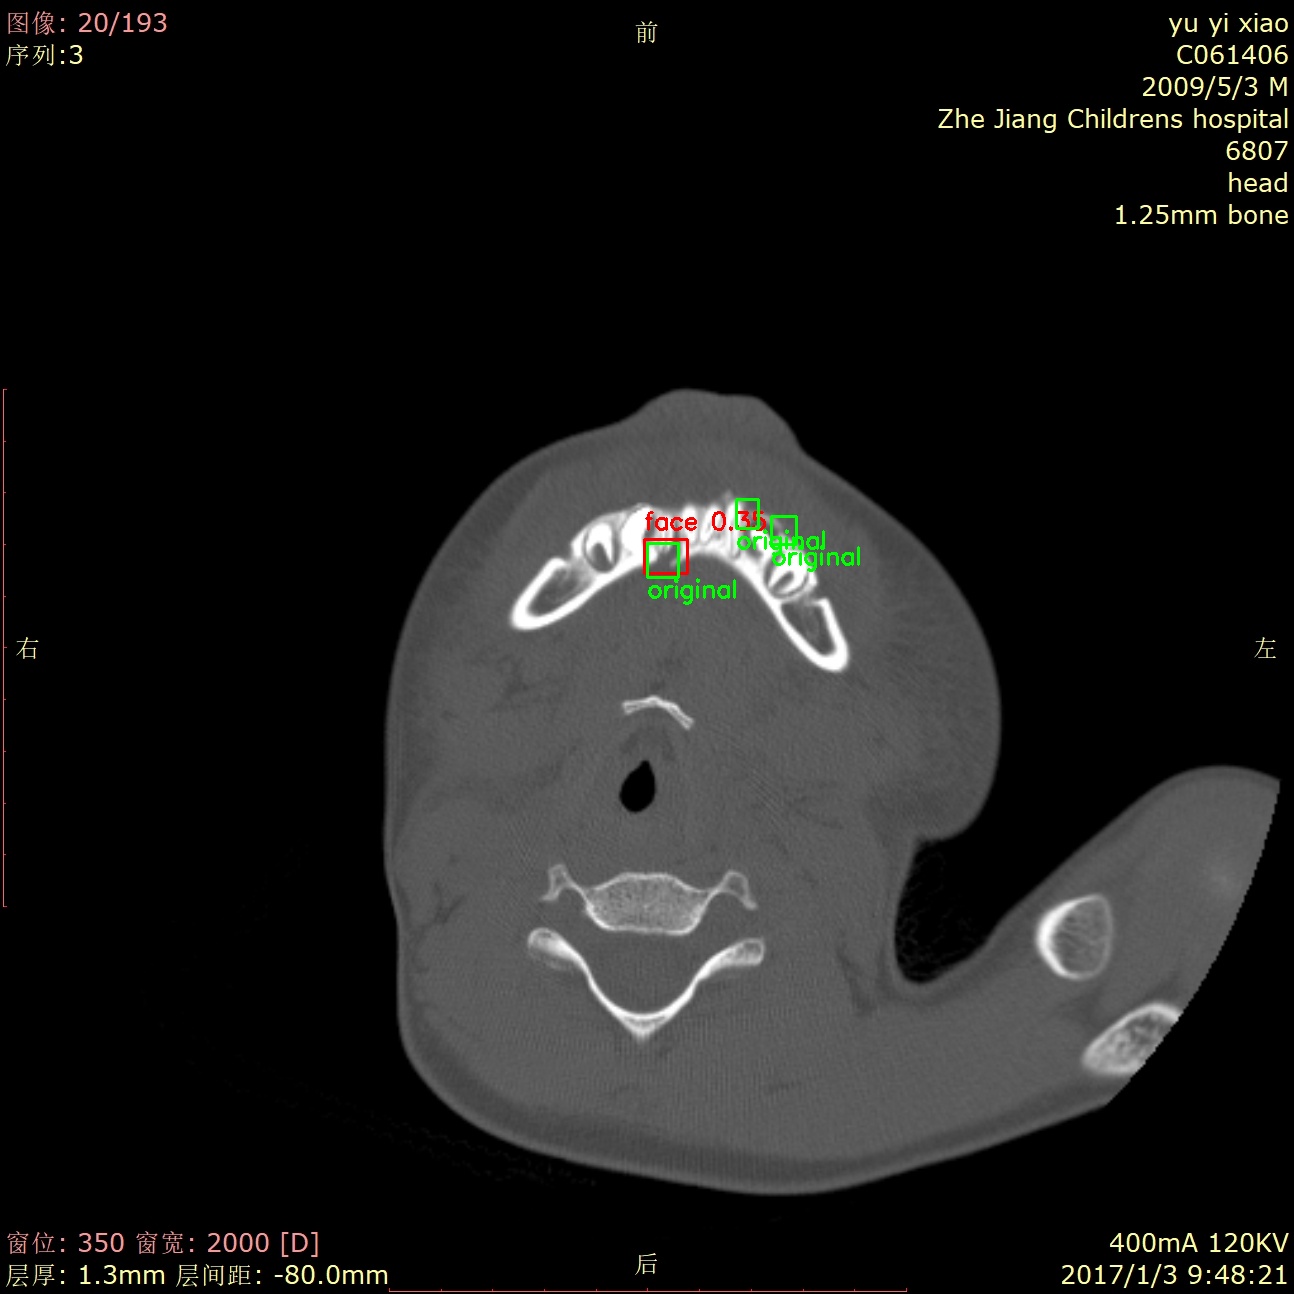 图像: 20/193
序列:3
前
yu yi xiao
C061406
2009/5/3 M
Zhe Jiang Childrens hospital
6807
head
1.25mm bone
face 0.35
original
original
original
右
左
窗位: 350 窗宽: 2000 [D]
层厚: 1.3mm 层间距: -80.0mm
后
400mA 120KV
2017/1/3 9:48:21